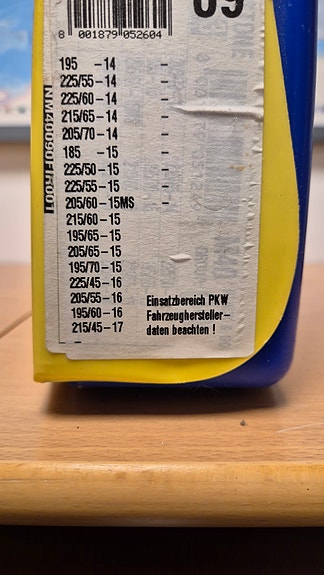 09
8 001879 052604
195 -14 -
225/55-14 -
225/60-14 -
215/65-14 -
205/70-14 -
185 -15 -
225/50-15 -
225/55-15 -
205/60-15MS -
215/60-15
195/65-15
205/65-15
195/70-15
225/45-16
205/55-16
195/60-16
215/45-17
Einsatzbereich PKW
Fahrzeughersteller-
daten beachten !